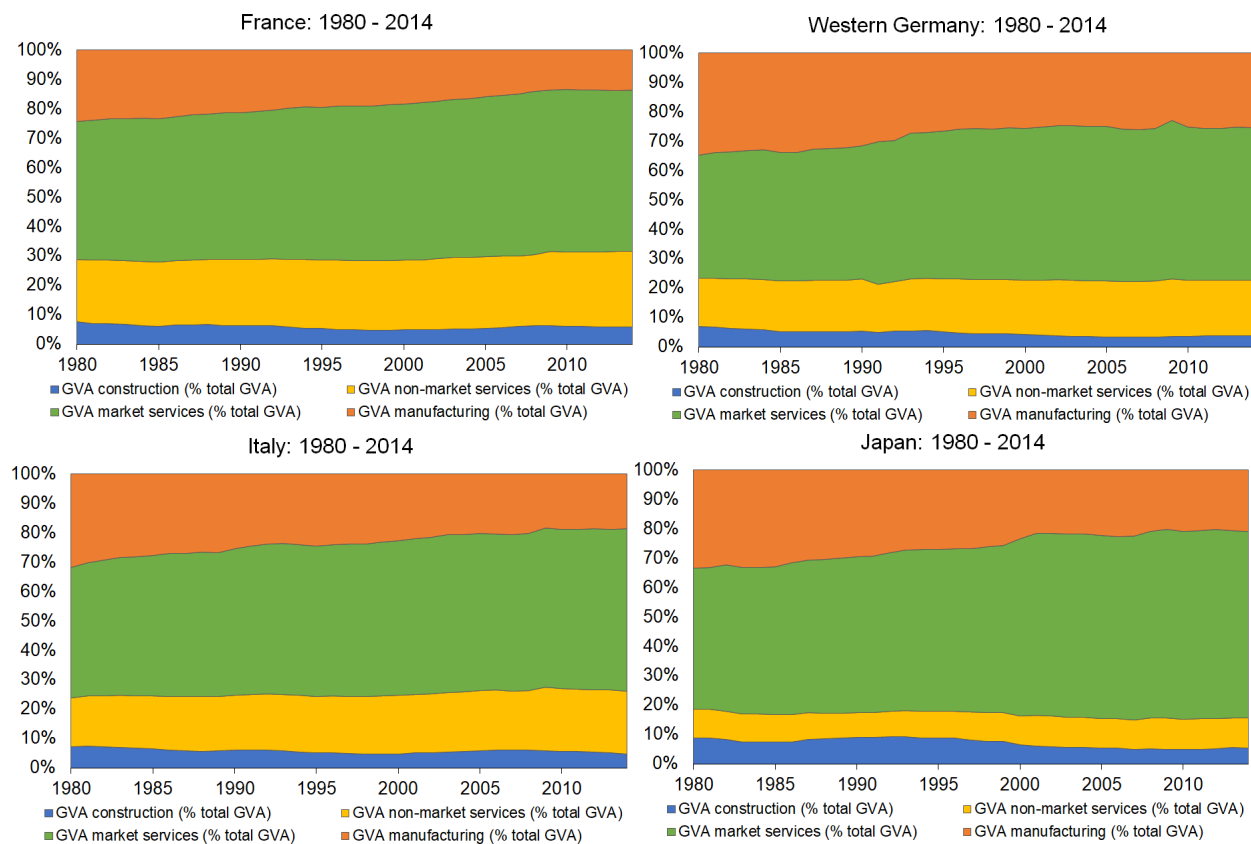 France: 1980 - 2014
100%
90%
80%
70%
60%
50%
40%
30%
20%
10%
0%
1980 1985 1990 1995 2000 2005 2010
GVA construction (% total GVA) GVA non-market services (% total GVA)
GVA market services (% total GVA) GVA manufacturing (% total GVA)
Western Germany: 1980 - 2014
100%
90%
80%
70%
60%
50%
40%
30%
20%
10%
0%
1980 1985 1990 1995 2000 2005 2010
GVA construction (% total GVA) GVA non-market services (% total GVA)
GVA market services (% total GVA) GVA manufacturing (% total GVA)
Italy: 1980 - 2014
100%
90%
80%
70%
60%
50%
40%
30%
20%
10%
0%
1980 1985 1990 1995 2000 2005 2010
GVA construction (% total GVA) GVA non-market services (% total GVA)
GVA market services (% total GVA) GVA manufacturing (% total GVA)
Japan: 1980 - 2014
100%
90%
80%
70%
60%
50%
40%
30%
20%
10%
0%
1980 1985 1990 1995 2000 2005 2010
GVA construction (% total GVA) GVA non-market services (% total GVA)
GVA market services (% total GVA) GVA manufacturing (% total GVA)